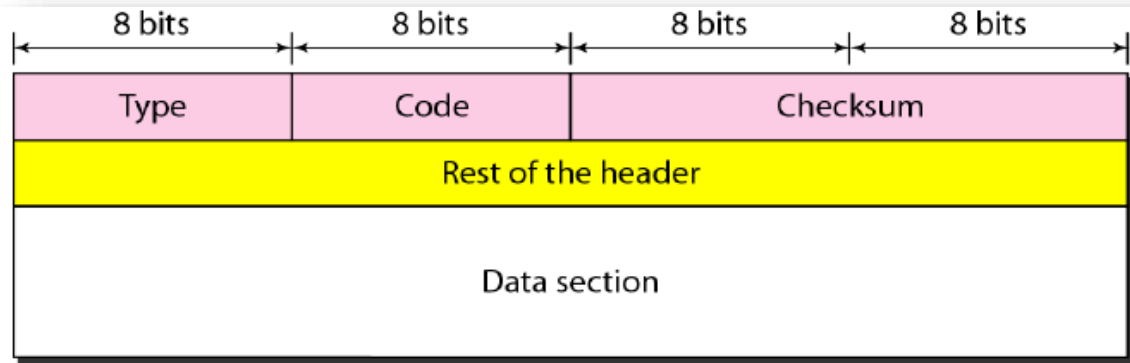 8 bits 8 bits 8 bits 8 bits
Type Code Checksum
Rest of the header
Data section